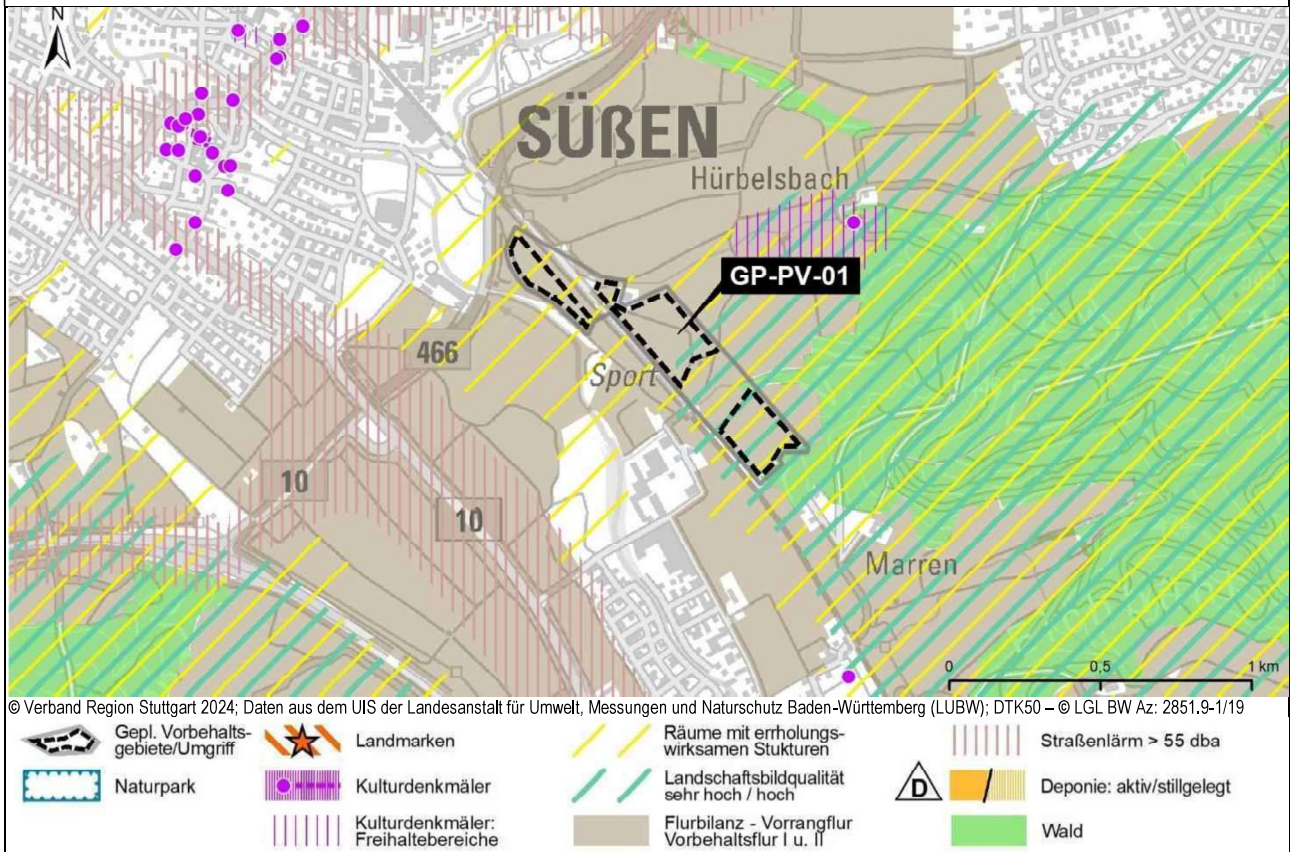 N
SÜßEN
Hürbelsbach
GP-PV-01
466
Sport
10
10
Marren
0 0,5 1 km
© Verband Region Stuttgart 2024; Daten aus dem UIS der Landesanstalt für Umwelt, Messungen und Naturschutz Baden-Württemberg (LUBW); DTK50 – © LGL BW Az: 2851.9-1/19
Gepl. Vorbehalts-
gebiete/Umgriff
Naturpark
Landmarken
Kulturdenkmäler
Kulturdenkmäler:
Freihaltebereiche
Räume mit errholungs-
wirksamen Stukturen
Landschaftsbildqualität
sehr hoch / hoch
Flurbilanz - Vorrangflur
Vorbehaltsflur I u. II
Straßenlärm > 55 dba
D
Deponie: aktiv/stillgelegt
Wald